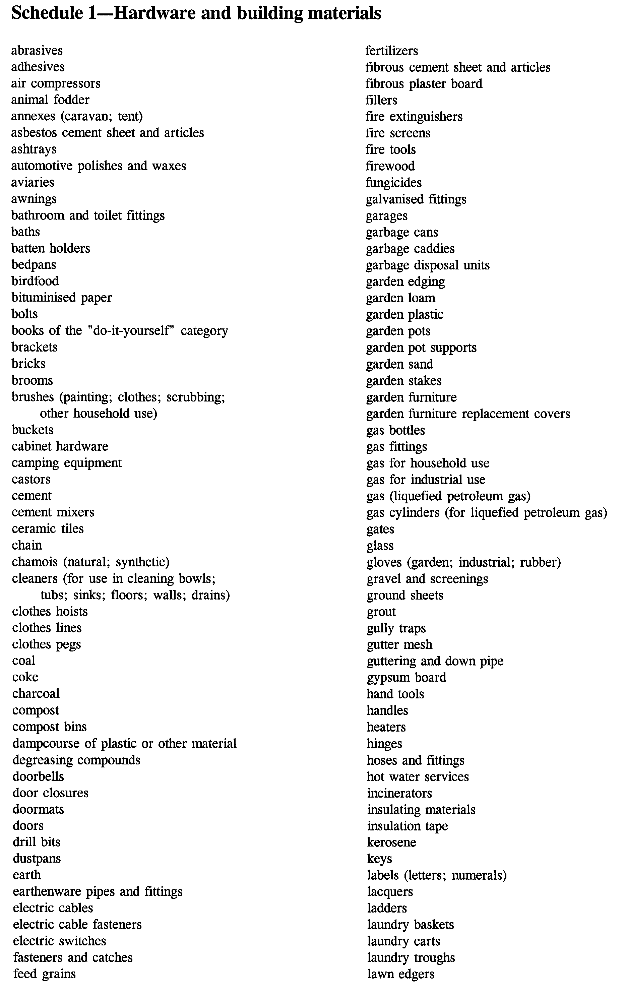 Schedule 1—Hardware and building materials
abrasives
adhesives
air compressors
animal fodder
annexes (caravan; tent)
asbestos cement sheet and articles
ashtrays
automotive polishes and waxes
aviaries
awnings
bathroom and toilet fittings
baths
batten holders
bedpans
birdfood
bituminised paper
bolts
books of the "do-it-yourself" category
brackets
bricks
brooms
brushes (painting; clothes; scrubbing;
other household use)
buckets
cabinet hardware
camping equipment
castors
cement
cement mixers
ceramic tiles
chain
chamois (natural; synthetic)
cleaners (for use in cleaning bowls;
tubs; sinks; floors; walls; drains)
clothes hoists
clothes lines
clothes pegs
coal
coke
charcoal
compost
compost bins
dampcourse of plastic or other material
degreasing compounds
doorbells
door closures
doormats
doors
drill bits
dustpans
earth
earthenware pipes and fittings
electric cables
electric cable fasteners
electric switches
fasteners and catches
feed grains
fertilizers
fibrous cement sheet and articles
fibrous plaster board
fillers
fire extinguishers
fire screens
fire tools
firewood
fungicides
galvanised fittings
garages
garbage cans
garbage caddies
garbage disposal units
garden edging
garden loam
garden plastic
garden pots
garden pot supports
garden sand
garden stakes
garden furniture
garden furniture replacement covers
gas bottles
gas fittings
gas for household use
gas for industrial use
gas (liquefied petroleum gas)
gas cylinders (for liquefied petroleum gas)
gates
glass
gloves (garden; industrial; rubber)
gravel and screenings
ground sheets
grout
gully traps
gutter mesh
guttering and down pipe
gypsum board
hand tools
handles
heaters
hinges
hoses and fittings
hot water services
incinerators
insulating materials
insulation tape
kerosene
keys
labels (letters; numerals)
lacquers
ladders
laundry baskets
laundry carts
laundry troughs
lawn edgers